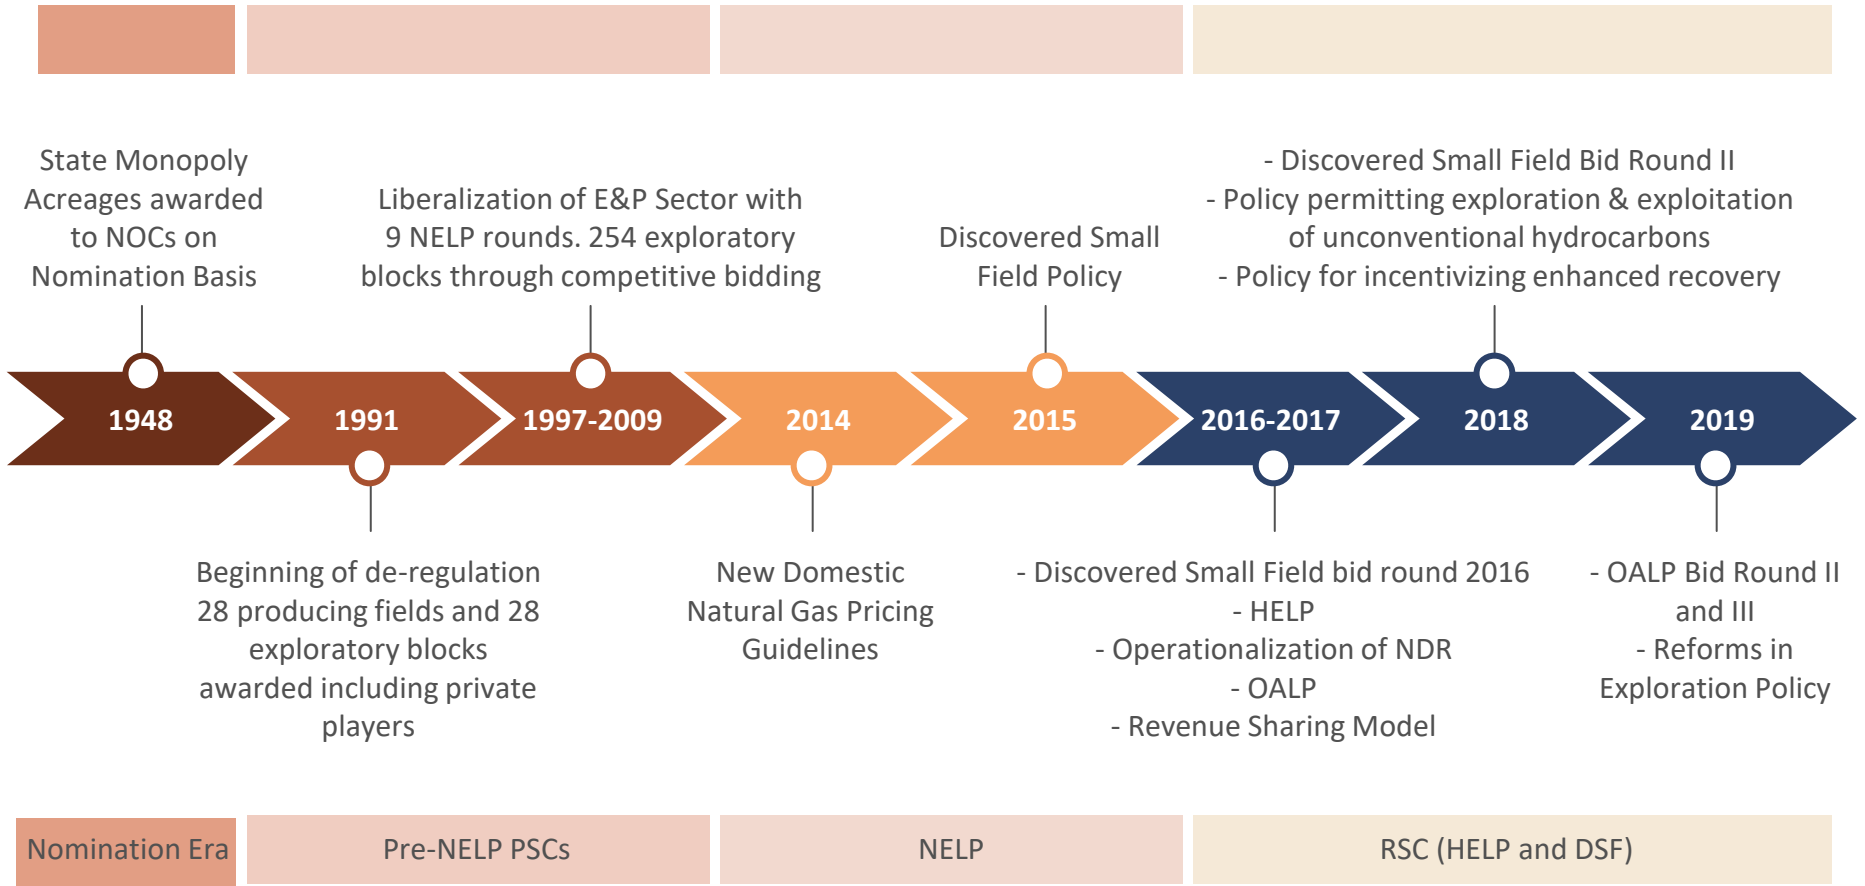 State Monopoly
Acreages awarded
to NOCs on
Nomination Basis
Liberalization of E&P Sector with
9 NELP rounds. 254 exploratory
blocks through competitive bidding
Discovered Small
Field Policy
- Discovered Small Field Bid Round II
- Policy permitting exploration & exploitation
of unconventional hydrocarbons
- Policy for incentivizing enhanced recovery
1948
1991
1997-2009
2014
2015
2016-2017
2018
2019
Beginning of de-regulation
28 producing fields and 28
exploratory blocks
awarded including private
players
New Domestic
Natural Gas Pricing
Guidelines
- Discovered Small Field bid round 2016
- HELP
- Operationalization of NDR
- OALP
- Revenue Sharing Model
- OALP Bid Round II
and III
- Reforms in
Exploration Policy
Nomination Era
Pre-NELP PSCs
NELP
RSC (HELP and DSF)